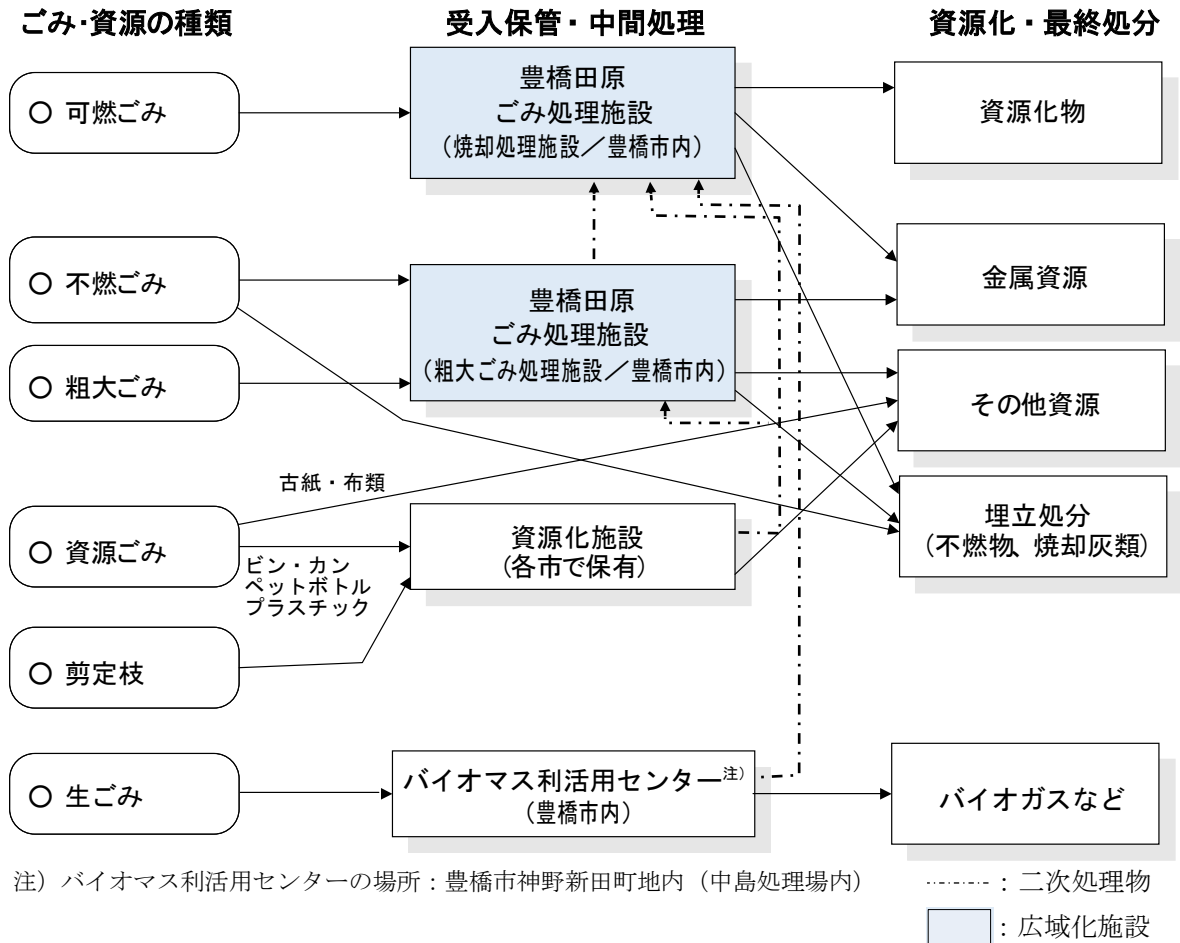 ごみ・資源の種類
受入保管・中間処理
資源化・最終処分
○ 可燃ごみ
豊橋田原
ごみ処理施設
（焼却処理施設／豊橋市内）
資源化物
○ 不燃ごみ
豊橋田原
ごみ処理施設
（粗大ごみ処理施設／豊橋市内）
金属資源
○ 粗大ごみ
その他資源
古紙・布類
○ 資源ごみ
ビン・カン
ペットボトル
プラスチック
資源化施設
（各市で保有）
埋立処分
（不燃物、焼却灰類）
○ 剪定枝
○ 生ごみ
バイオマス利活用センター注）
（豊橋市内）
バイオガスなど
注）バイオマス利活用センターの場所：豊橋市神野新田町地内（中島処理場内）
：二次処理物
：広域化施設